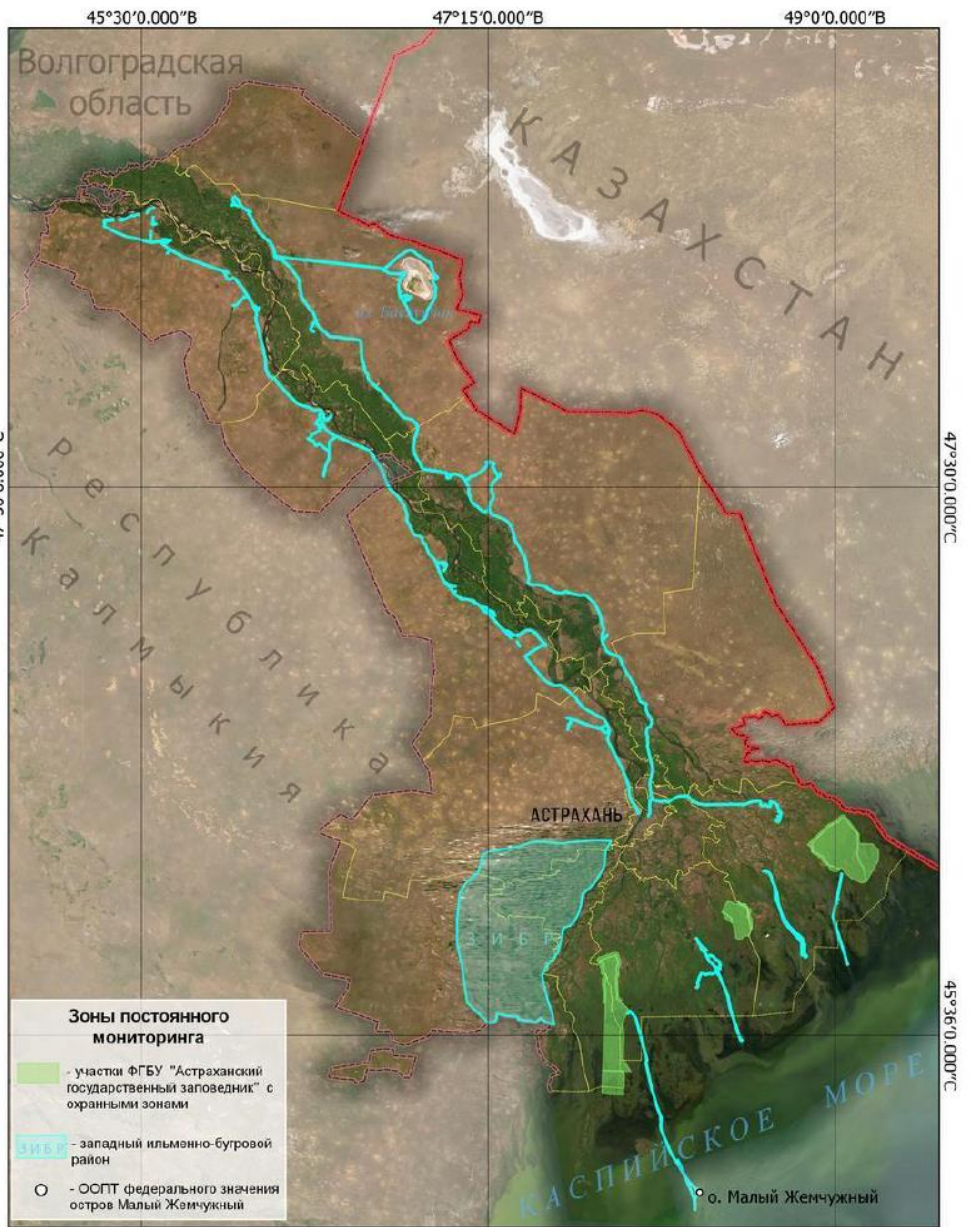 45°30'0.000"В
47°15'0.000"В
49°0'0.000"В
Волгоградская
область
КАЗАХСТАН
47°30'0.000"С
Республика
Калмыкия
АСТРАХАНЬ
ЗИБР
45°36'0.000"С
Зоны постоянного
мониторинга
- участки ФГБУ "Астраханский
государственный заповедник" с
охранными зонами
ЗИБР
- западный ильменно-бугровой
район
- ООПТ федерального значения
остров Малый Жемчужный
КАСПИЙСКОЕ МОРЕ
о. Малый Жемчужный